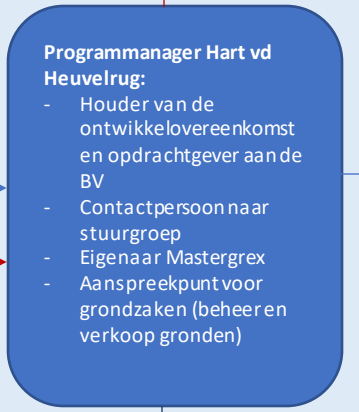 Programmanager Hart vd
Heuvelrug:
- Houder van de
ontwikkelovereenkomst
en opdrachtgever aan de
BV
- Contactpersoon naar
stuurgroep
- Eigenaar Mastergrex
- Aanspreekpunt voor
grondzaken (beheer en
verkoop gronden)